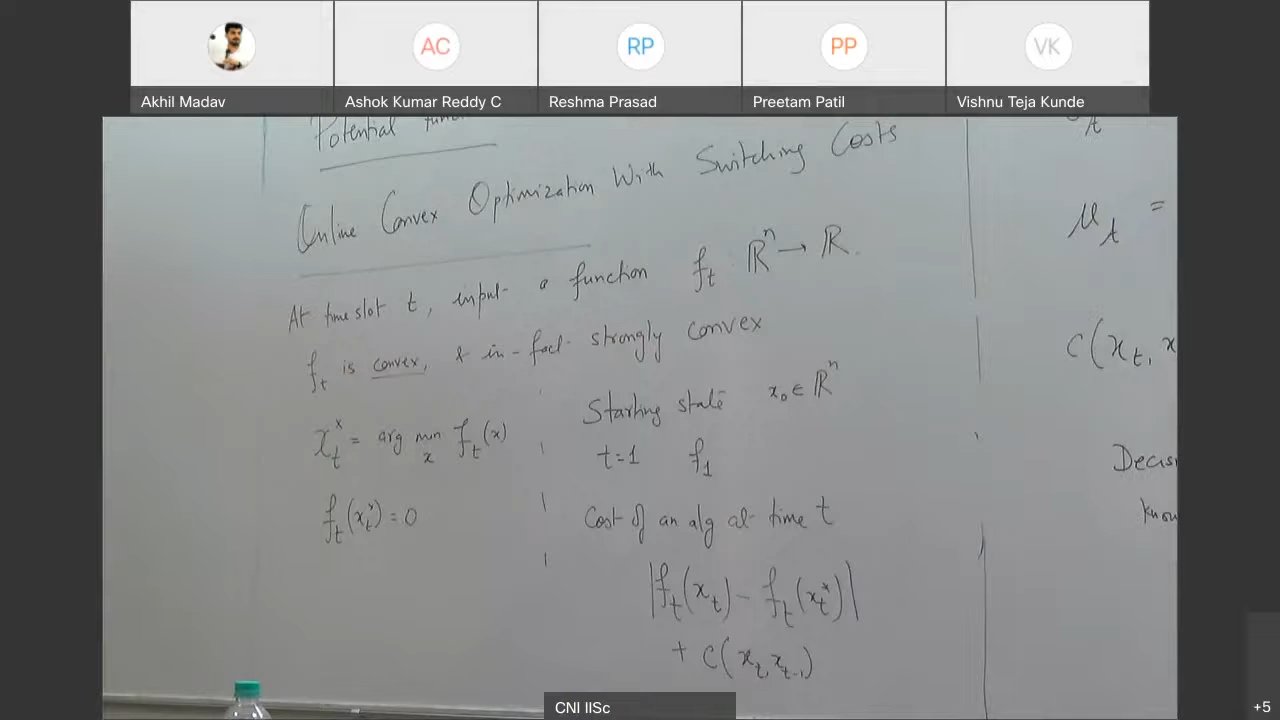 AC
RP
PP
VK
Akhil Madav
Ashok Kumar Reddy C
Reshma Prasad
Preetam Patil
Vishnu Teja Kunde
Potential
Online Convex Optimization With Switching Costs
At time slot t, input a function f_t ℝ^n → ℝ.
f_t is convex, & in-fact strongly convex
x_t^* = arg min_x f_t(x)
f_t(x_t^*) = 0
Starting state x_0 ∈ ℝ^n
t=1 f_1
Cost of an alg at time t
|f_t(x_t) - f_t(x_t^*)|
+ C(x_t, x_{t-1})
μ_t =
C(x_t, x
CNI IISc
+5